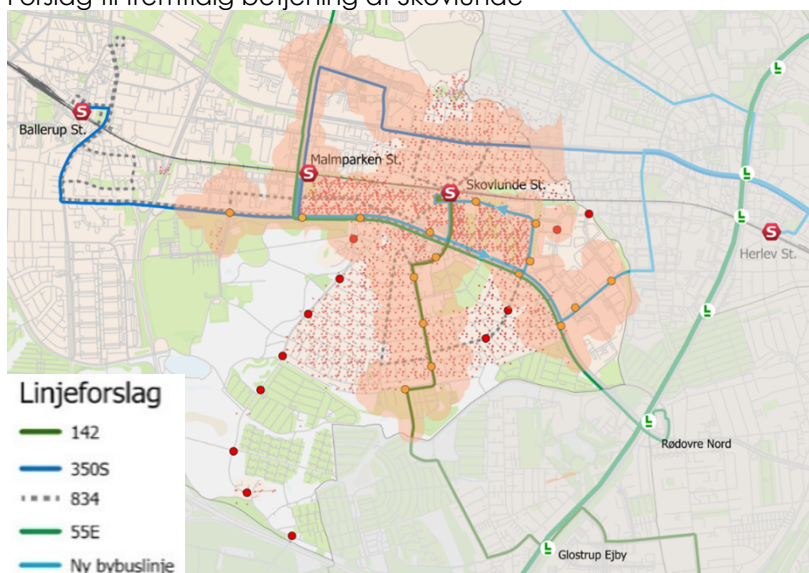 Forslag til fremtidig betjening af Skovlunde
S
Ballerup St.
S
Malmparken St.
S
Skovlunde St.
S
Herlev St.
L
L
L
L
L
Rødovre Nord
L
Glostrup Ejby
Linjeforslag
142
350S
834
55E
Ny bybuslinje